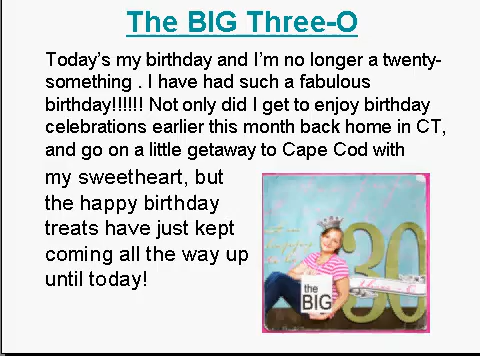 The BIG Three-O
Today's my birthday and I'm no longer a twenty-
something . I have had such a fabulous
birthday!!!!!! Not only did I get to enjoy birthday
celebrations earlier this month back home in CT,
and go on a little getaway to Cape Cod with
my sweetheart, but
the happy birthday
treats have just kept
coming all the way up
until today!
30
the
BIG
Three-O